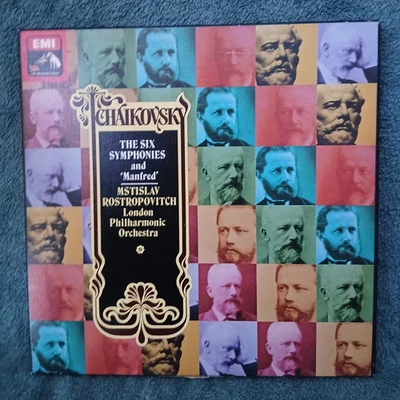 EMI
TCHAIKOVSKY
THE SIX
SYMPHONIES
and
'Manfred'
MSTISLAV
ROSTROPOVITCH
London
Philharmonic
Orchestra